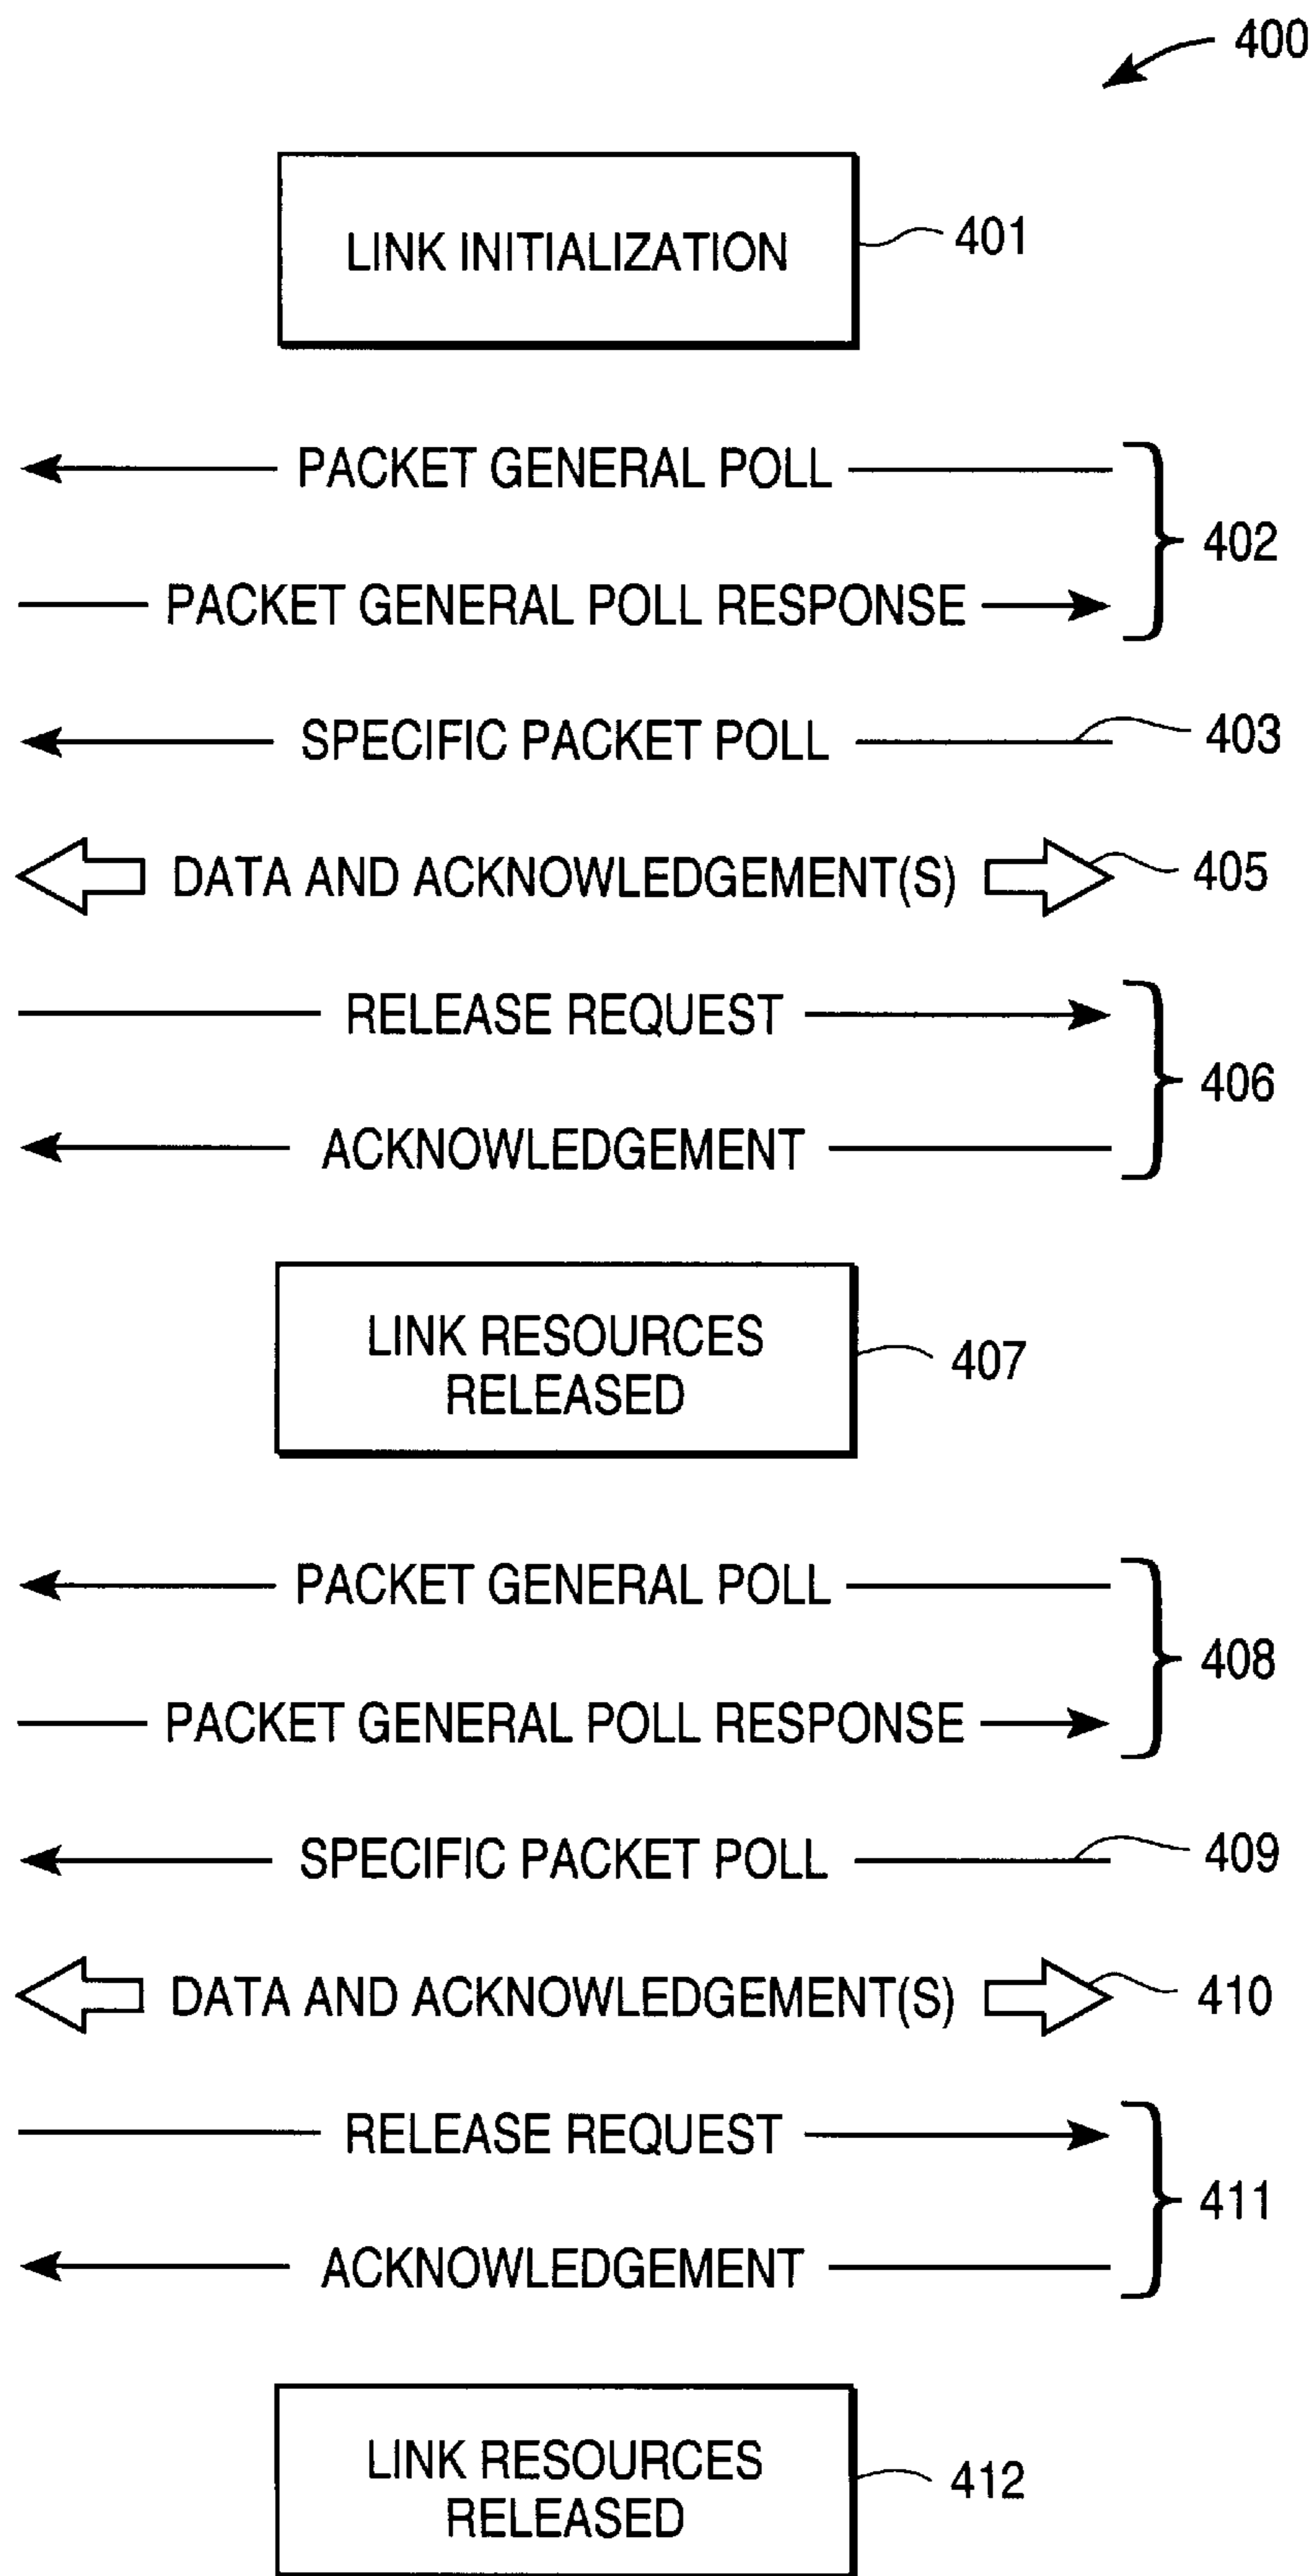 400
LINK INITIALIZATION
401
PACKET GENERAL POLL
402
PACKET GENERAL POLL RESPONSE
SPECIFIC PACKET POLL
403
DATA AND ACKNOWLEDGEMENT(S)
405
RELEASE REQUEST
406
ACKNOWLEDGEMENT
LINK RESOURCES
RELEASED
407
PACKET GENERAL POLL
408
PACKET GENERAL POLL RESPONSE
SPECIFIC PACKET POLL
409
DATA AND ACKNOWLEDGEMENT(S)
410
RELEASE REQUEST
411
ACKNOWLEDGEMENT
LINK RESOURCES
RELEASED
412